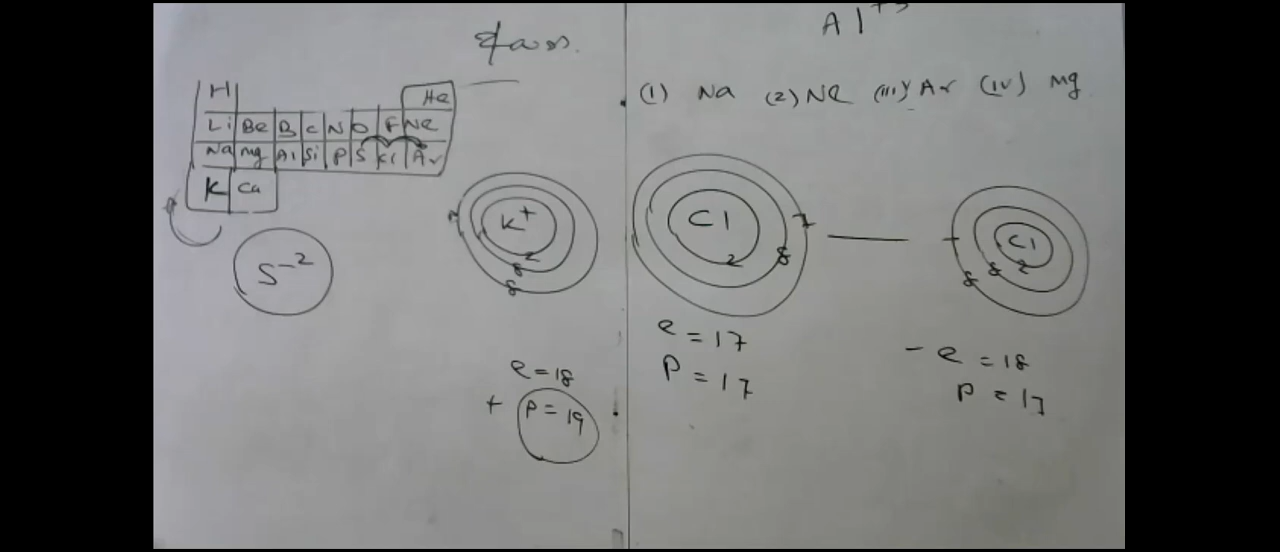 Al+3
(1) Na (2) Ne (iii) Ar (iv) Mg
H
He
Li Be B C N O F Ne
Na Mg Al Si P S Cl Ar
K Ca
S-2
K+
2
8
8
e = 18
+ P = 19
Cl
2
8
7
e = 17
P = 17
Cl
2
8
8
- e = 18
P = 17